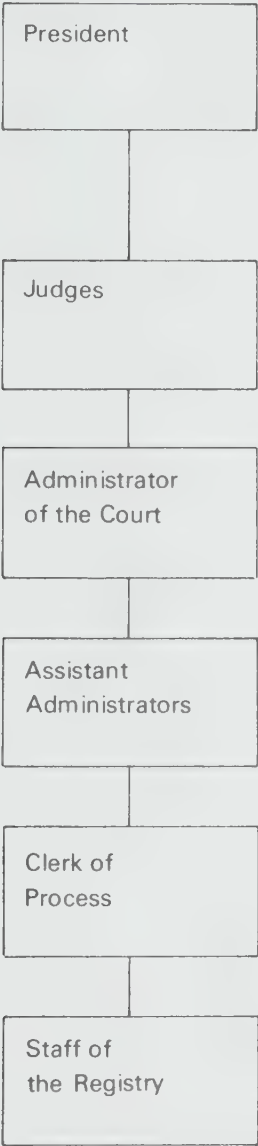 President
Judges
Administrator
of the Court
Assistant
Administrators
Clerk of
Process
Staff of
the Registry